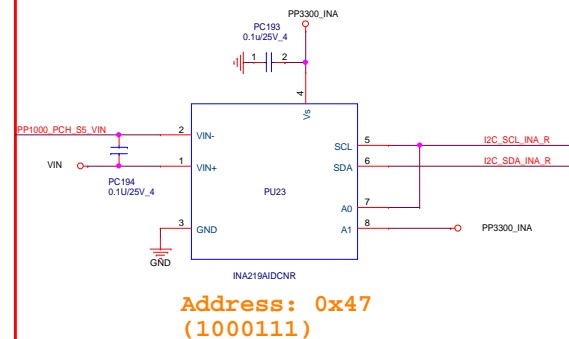 PP3300_INA
PC193
0.1u/25V_4
1 2
4
Vs
PP1000_PCH_S5_VIN
2 VIN-
SCL 5 I2C_SCL_INA_R
VIN
1 VIN+
SDA 6 I2C_SDA_INA_R
PC194
0.1U/25V_4
PU23
A0 7
3 GND
A1 8 PP3300_INA
GND
INA219AIDCNR
Address: 0x47
(1000111)